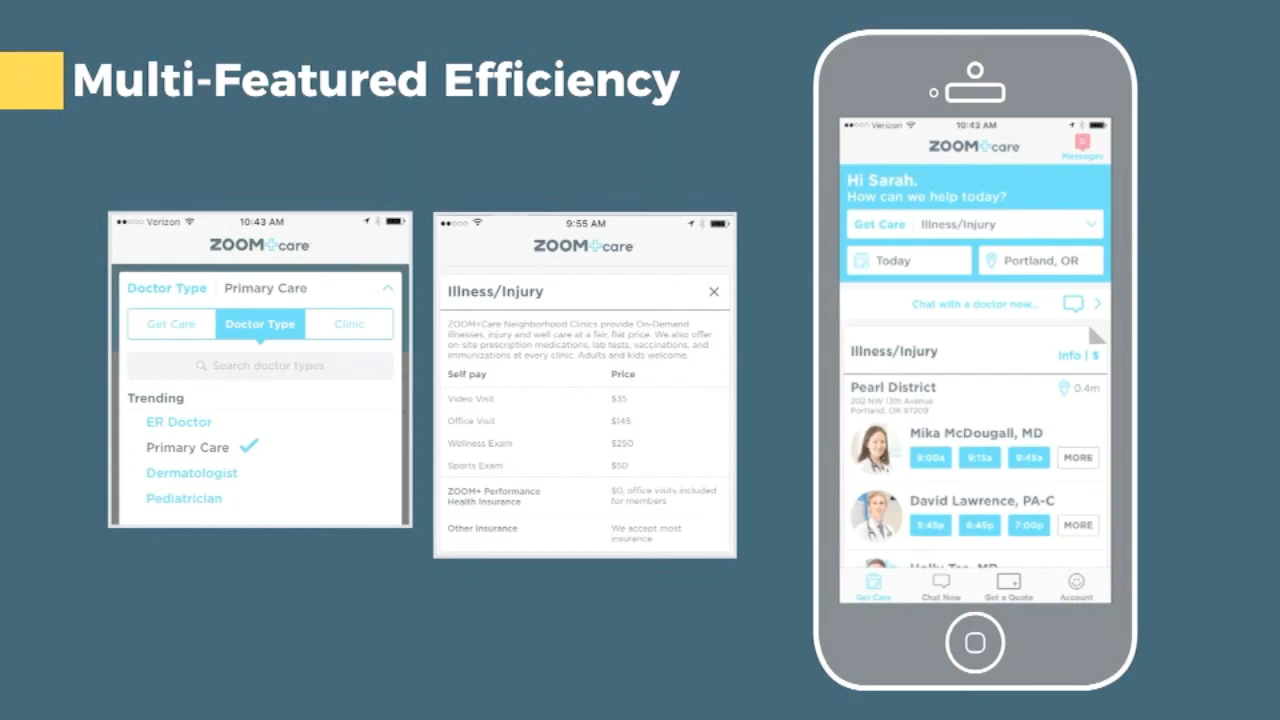 Multi-Featured Efficiency
Verizon 10:43 AM
ZOOM+care
Doctor Type Primary Care
Get Care Doctor Type Clinic
Search doctor types
Trending
ER Doctor
Primary Care
Dermatologist
Pediatrician
9:55 AM
ZOOM+care
Illness/Injury
ZOOM+Care Neighborhood Clinics provide On-Demand
illnesses, injury and well care at a fair, flat price. We also offer
on-site prescription medications, lab tests, vaccinations, and
immunizations at every clinic. Adults and kids welcome.
Self pay Price
Video Visit $35
Office Visit $145
Wellness Exam $250
Sports Exam $50
ZOOM+ Performance $0, office visits included
Health Insurance for members
Other Insurance We accept most
insurance
Verizon 10:43 AM
ZOOM+care
Messages
Hi Sarah.
How can we help today?
Get Care Illness/Injury
Today Portland, OR
Chat with a doctor now...
Illness/Injury Info | $
Pearl District 0.4m
202 NW 13th Avenue
Portland, OR 97209
Mika McDougall, MD
9:00a 9:15a 9:45a MORE
David Lawrence, PA-C
5:45p 6:45p 7:00p MORE
Get Care Chat Now Get a Quote Account